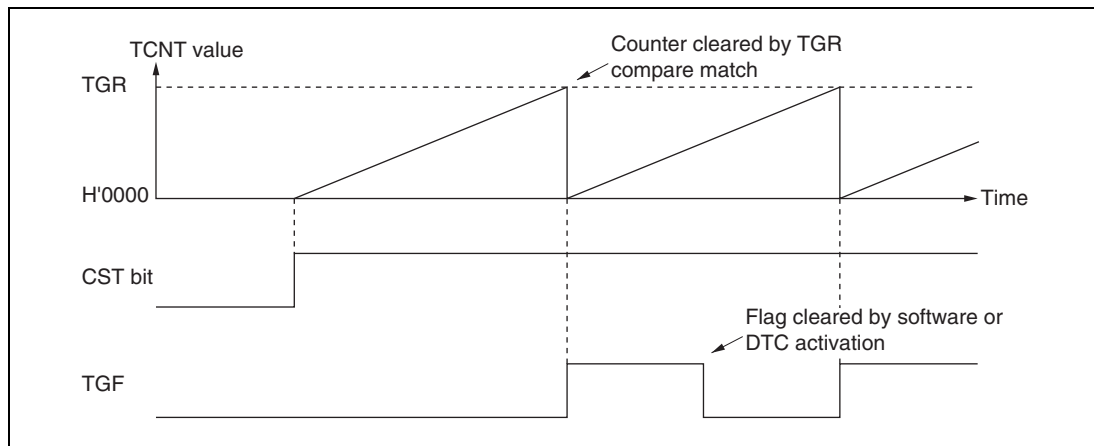 TCNT value
Counter cleared by TGR
compare match
TGR
H'0000
Time
CST bit
Flag cleared by software or
DTC activation
TGF